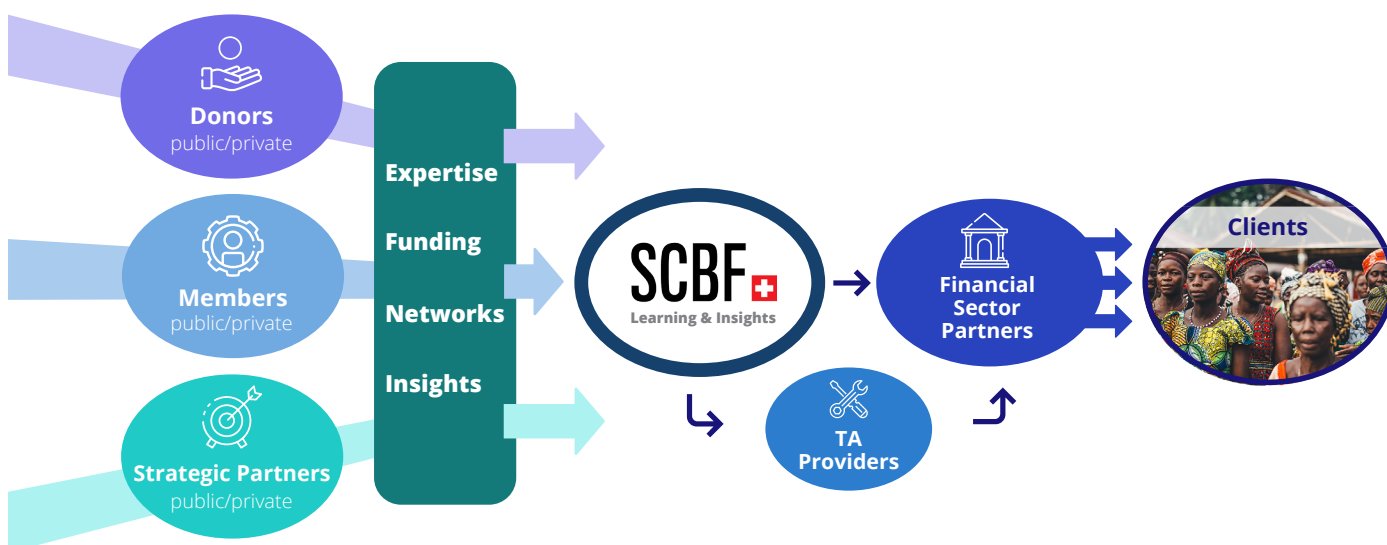 Donors
public/private
Members
public/private
Strategic Partners
public/private
Expertise
Funding
Networks
Insights
SCBF
Learning & Insights
TA
Providers
Financial
Sector
Partners
Clients